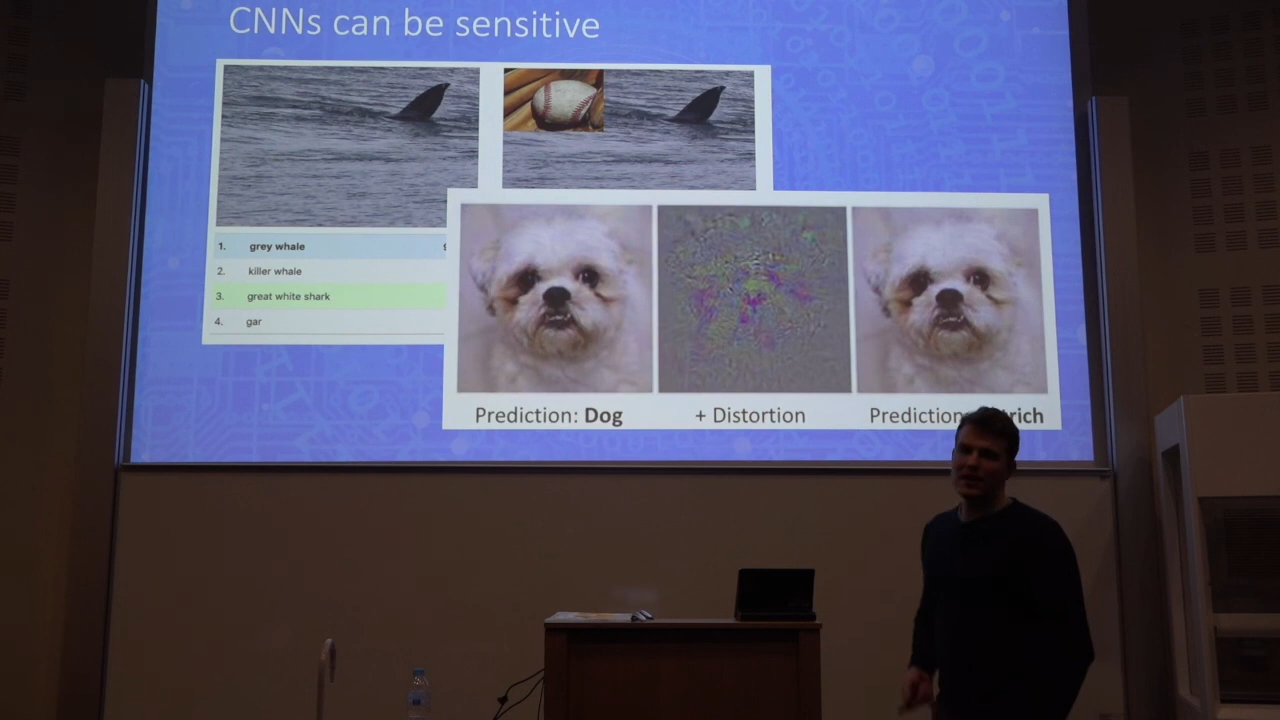 CNNs can be sensitive
1. grey whale
2. killer whale
3. great white shark
4. gar
Prediction: Dog
+ Distortion
Prediction